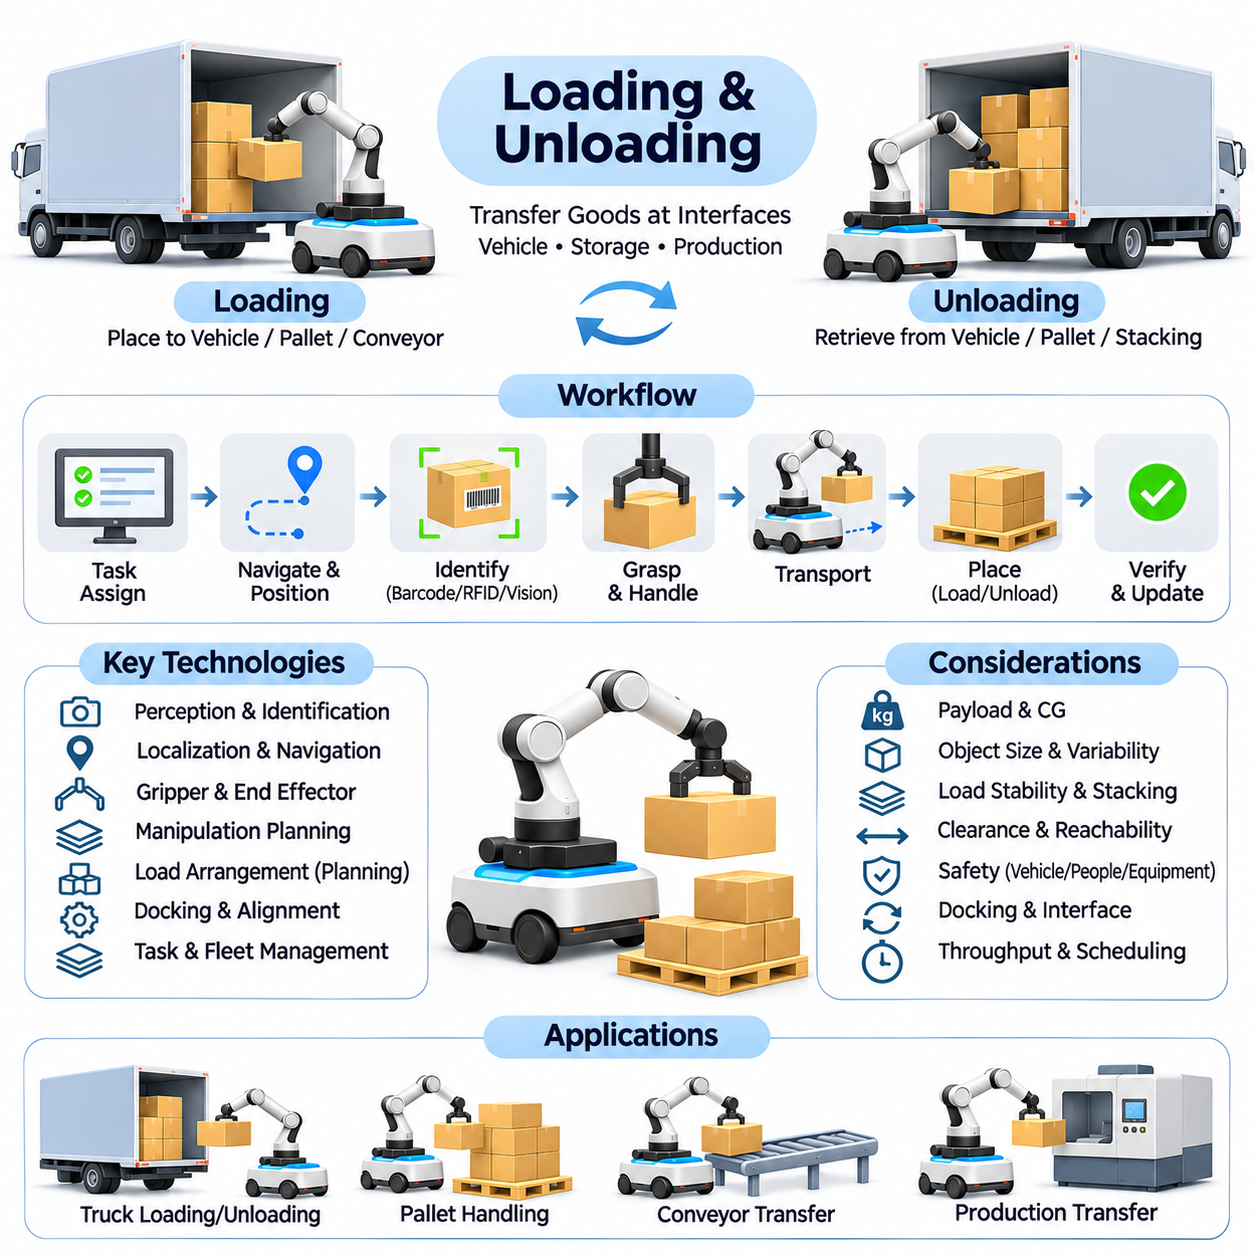 Loading &
Unloading
Transfer Goods at Interfaces
Vehicle • Storage • Production
Loading
Place to Vehicle / Pallet / Conveyor
Unloading
Retrieve from Vehicle / Pallet / Stacking
Workflow
Task
Assign
Navigate &
Position
Identify
(Barcode/RFID/Vision)
Grasp
& Handle
Transport
Place
(Load/Unload)
Verify
& Update
Key Technologies
Perception & Identification
Localization & Navigation
Gripper & End Effector
Manipulation Planning
Load Arrangement (Planning)
Docking & Alignment
Task & Fleet Management
Considerations
kg
Payload & CG
Object Size & Variability
Load Stability & Stacking
Clearance & Reachability
Safety (Vehicle/People/Equipment)
Docking & Interface
Throughput & Scheduling
Applications
Truck Loading/Unloading
Pallet Handling
Conveyor Transfer
Production Transfer